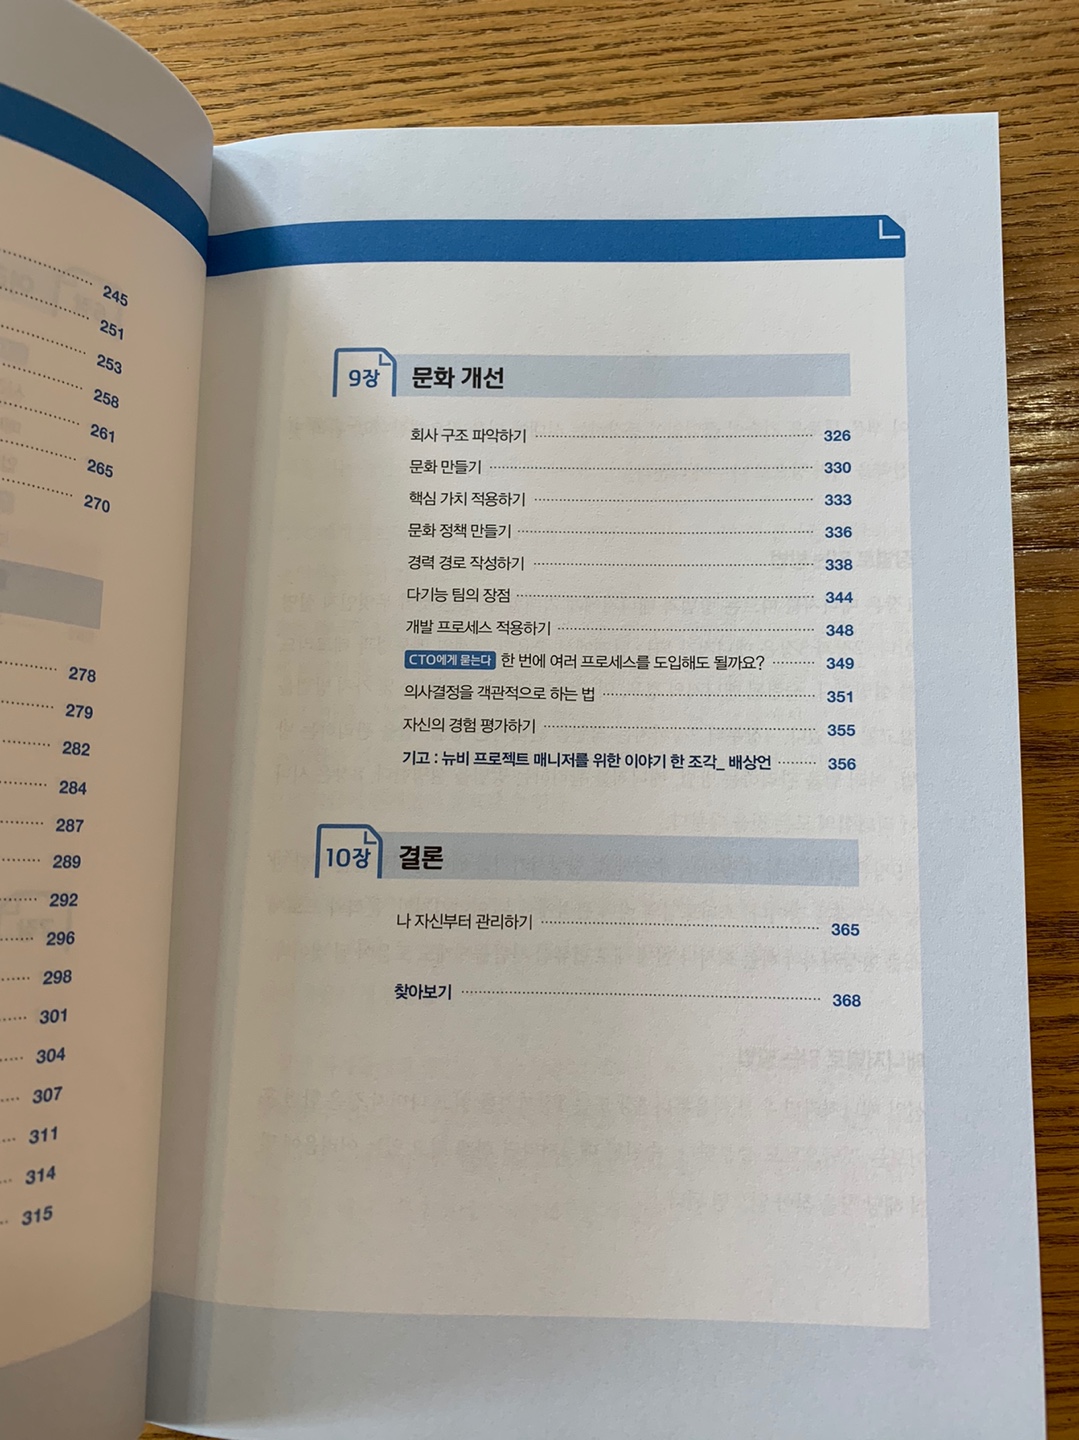 245
251
253
258
261
265
270
278
279
282
284
287
289
292
296
298
301
304
307
311
314
315
9장 문화 개선
회사 구조 파악하기 326
문화 만들기 330
핵심 가치 적용하기 333
문화 정책 만들기 336
경력 경로 작성하기 338
다기능 팀의 장점 344
개발 프로세스 적용하기 348
CTO에게 묻는다 한 번에 여러 프로세스를 도입해도 될까요? 349
의사결정을 객관적으로 하는 법 351
자신의 경험 평가하기 355
기고 : 뉴비 프로젝트 매니저를 위한 이야기 한 조각_ 배상언 356
10장 결론
나 자신부터 관리하기 365
찾아보기 368